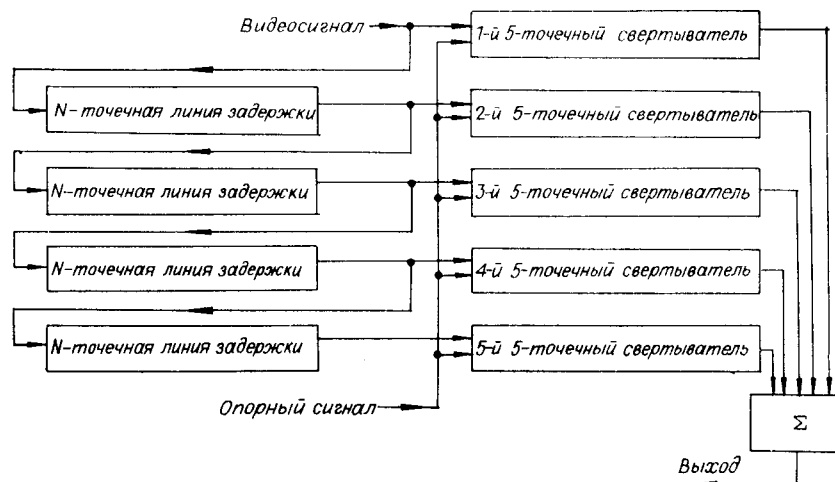 Видеосигнал
1-й 5-точечный свертыватель
N-точечная линия задержки
2-й 5-точечный свертыватель
N-точечная линия задержки
3-й 5-точечный свертыватель
N-точечная линия задержки
4-й 5-точечный свертыватель
N-точечная линия задержки
5-й 5-точечный свертыватель
Опорный сигнал
Σ
Выход